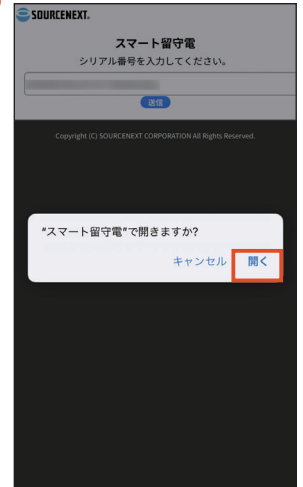 SOURCENEXT.
スマート留守電
シリアル番号を入力してください。
送信
Copyright (C) SOURCENEXT CORPORATION All Rights Reserved.
"スマート留守電"で開きますか?
キャンセル 開く